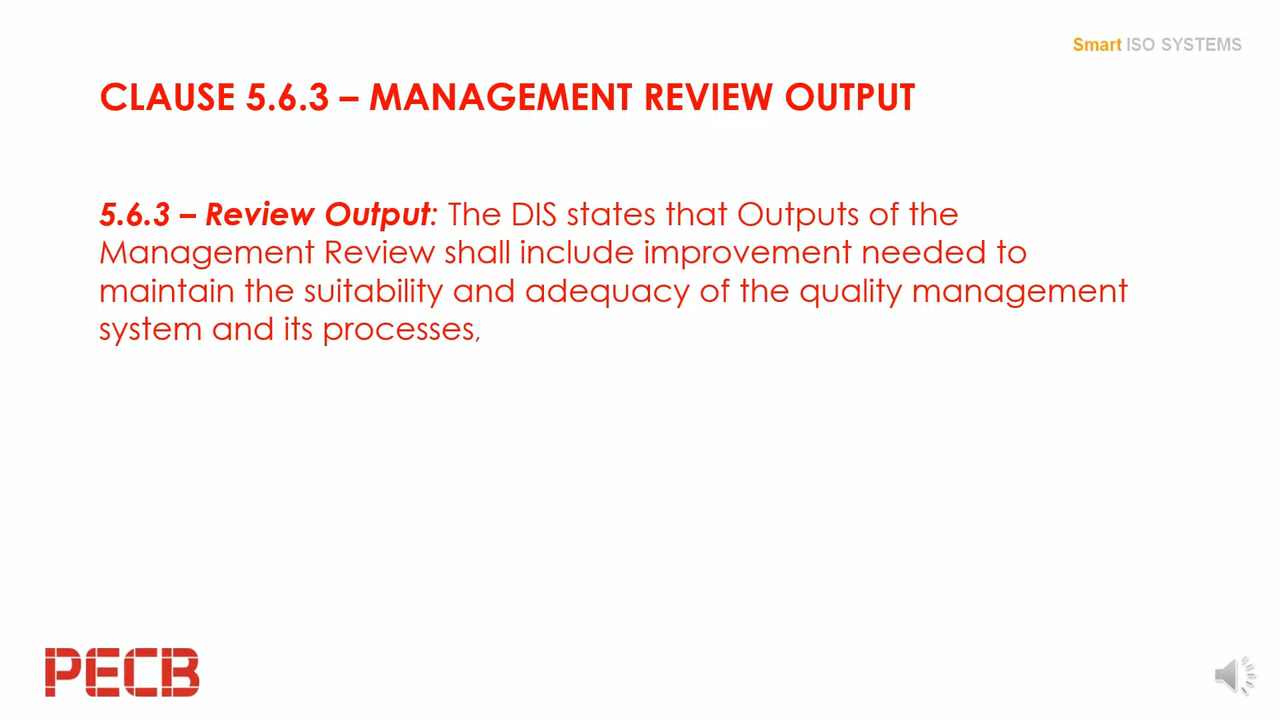 Smart ISO SYSTEMS
CLAUSE 5.6.3 – MANAGEMENT REVIEW OUTPUT
5.6.3 – Review Output: The DIS states that Outputs of the
Management Review shall include improvement needed to
maintain the suitability and adequacy of the quality management
system and its processes,
PECB